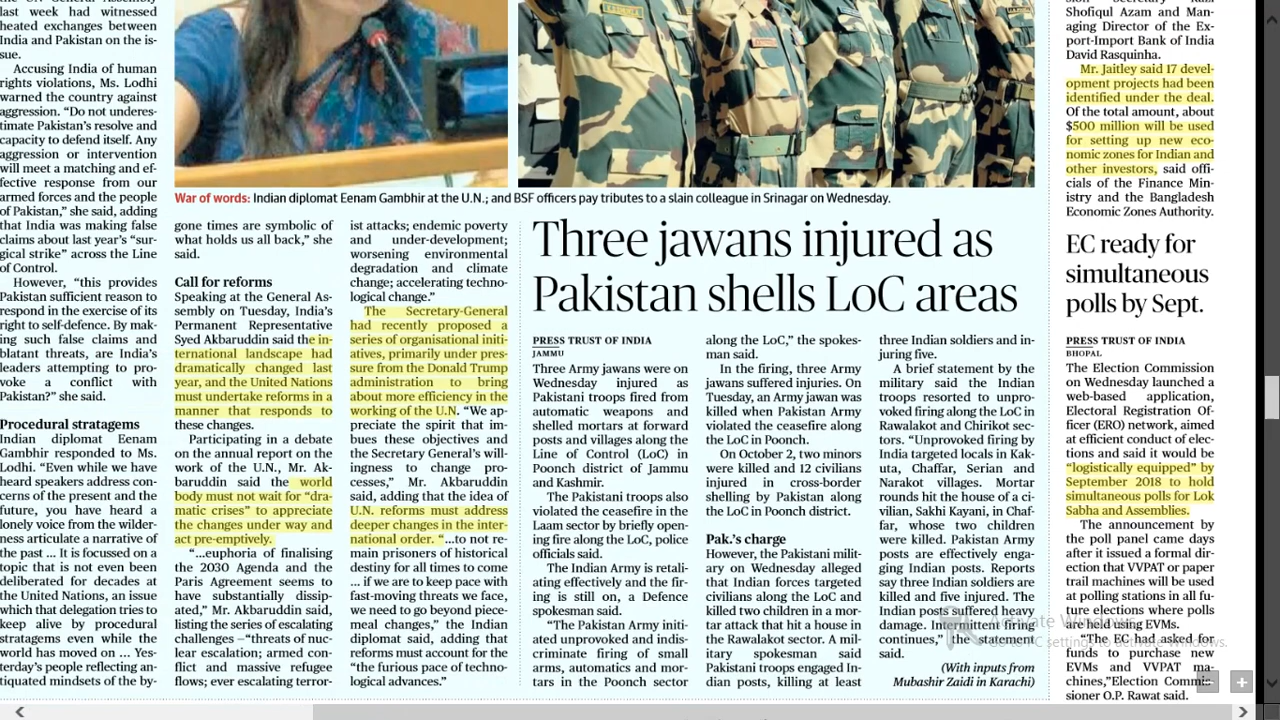 the U.N. General Assembly
last week had witnessed
heated exchanges between
India and Pakistan on the is-
sue.
Accusing India of human
rights violations, Ms. Lodhi
warned the country against
aggression. “Do not underes-
timate Pakistan’s resolve and
capacity to defend itself. Any
aggression or intervention
will meet a matching and ef-
fective response from our
armed forces and the people
of Pakistan,” she said, adding
that India was making false
claims about last year’s “sur-
gical strike” across the Line
of Control.
However, “this provides
Pakistan sufficient reason to
respond in the exercise of its
right to self-defence. By mak-
ing such false claims and
blatant threats, are India’s
leaders attempting to pro-
voke a conflict with
Pakistan?” she said.
Procedural stratagems
Indian diplomat Eenam
Gambhir responded to Ms.
Lodhi. “Even while we have
heard speakers address con-
cerns of the present and the
future, you have heard a
lonely voice from the wilder-
ness articulate a narrative of
the past ... It is focussed on a
topic that is not even been
deliberated for decades at
the United Nations, an issue
which that delegation tries to
keep alive by procedural
stratagems even while the
world has moved on ... Yes-
terday’s people reflecting an-
tiquated mindsets of the by-
War of words: Indian diplomat Eenam Gambhir at the U.N.; and BSF officers pay tributes to a slain colleague in Srinagar on Wednesday.
gone times are symbolic of
what holds us all back,” she
said.
Call for reforms
Speaking at the General As-
sembly on Tuesday, India’s
Permanent Representative
Syed Akbaruddin said the in-
ternational landscape had
dramatically changed last
year, and the United Nations
must undertake reforms in a
manner that responds to
these changes.
Participating in a debate
on the annual report on the
work of the U.N., Mr. Ak-
baruddin said the world
body must not wait for “dra-
matic crises” to appreciate
the changes under way and
act pre-emptively.
“...euphoria of finalising
the 2030 Agenda and the
Paris Agreement seems to
have substantially dissip-
ated,” Mr. Akbaruddin said,
listing the series of escalating
challenges –“threats of nuc-
lear escalation; armed con-
flict and massive refugee
flows; ever escalating terror-
ist attacks; endemic poverty
and under-development;
worsening environmental
degradation and climate
change; accelerating techno-
logical change.”
The Secretary-General
had recently proposed a
series of organisational initi-
atives, primarily under pres-
sure from the Donald Trump
administration to bring
about more efficiency in the
working of the U.N. “We ap-
preciate the spirit that im-
bues these objectives and
the Secretary General’s will-
ingness to change pro-
cesses,” Mr. Akbaruddin
said, adding that the idea of
U.N. reforms must address
deeper changes in the inter-
national order. “...to not re-
main prisoners of historical
destiny for all times to come
... if we are to keep pace with
fast-moving threats we face,
we need to go beyond piece-
meal changes,” the Indian
diplomat said, adding that
reforms must account for the
“the furious pace of techno-
logical advances.”
Three jawans injured as
Pakistan shells LoC areas
PRESS TRUST OF INDIA
JAMMU
Three Army jawans were on
Wednesday injured as
Pakistani troops fired from
automatic weapons and
shelled mortars at forward
posts and villages along the
Line of Control (LoC) in
Poonch district of Jammu
and Kashmir.
The Pakistani troops also
violated the ceasefire in the
Laam sector by briefly open-
ing fire along the LoC, police
officials said.
The Indian Army is retali-
ating effectively and the fir-
ing is still on, a Defence
spokesman said.
“The Pakistan Army initi-
ated unprovoked and indis-
criminate firing of small
arms, automatics and mor-
tars in the Poonch sector
along the LoC,” the spokes-
man said.
In the firing, three Army
jawans suffered injuries. On
Tuesday, an Army jawan was
killed when Pakistan Army
violated the ceasefire along
the LoC in Poonch.
On October 2, two minors
were killed and 12 civilians
injured in cross-border
shelling by Pakistan along
the LoC in Poonch district.
Pak.’s charge
However, the Pakistani milit-
ary on Wednesday alleged
that Indian forces targeted
civilians along the LoC and
killed two children in a mor-
tar attack that hit a house in
the Rawalakot sector. A mil-
itary spokesman said
Pakistani troops engaged In-
dian posts, killing at least
three Indian soldiers and in-
juring five.
A brief statement by the
military said the Indian
troops resorted to unpro-
voked firing along the LoC in
Rawalakot and Chirikot sec-
tors. “Unprovoked firing by
India targeted locals in Kak-
uta, Chaffar, Serian and
Narakot villages. Mortar
rounds hit the house of a ci-
vilian, Sakhi Kayani, in Chaf-
far, whose two children
were killed. Pakistan Army
posts are effectively enga-
ging Indian posts. Reports
say three Indian soldiers are
killed and five injured. The
Indian posts suffered heavy
damage. Intermittent firing
continues,” the statement
said.
(With inputs from
Mubashir Zaidi in Karachi)
Shofiqul Azam and Man-
aging Director of the Ex-
port-Import Bank of India
David Rasquinha.
Mr. Jaitley said 17 devel-
opment projects had been
identified under the deal.
Of the total amount, about
$500 million will be used
for setting up new eco-
nomic zones for Indian and
other investors, said offi-
cials of the Finance Min-
istry and the Bangladesh
Economic Zones Authority.
EC ready for
simultaneous
polls by Sept.
PRESS TRUST OF INDIA
BHOPAL
The Election Commission
on Wednesday launched a
web-based application,
Electoral Registration Of-
ficer (ERO) network, aimed
at efficient conduct of elec-
tions and said it would be
“logistically equipped” by
September 2018 to hold
simultaneous polls for Lok
Sabha and Assemblies.
The announcement by
the poll panel came days
after it issued a formal dir-
ection that VVPAT or paper
trail machines will be used
at polling stations in all fu-
ture elections where polls
are held using EVMs.
“The EC had asked for
funds to purchase new
EVMs and VVPAT ma-
chines,”Election Commis-
sioner O.P. Rawat said.
Activate Windows
Go to PC settings to activate Windows.